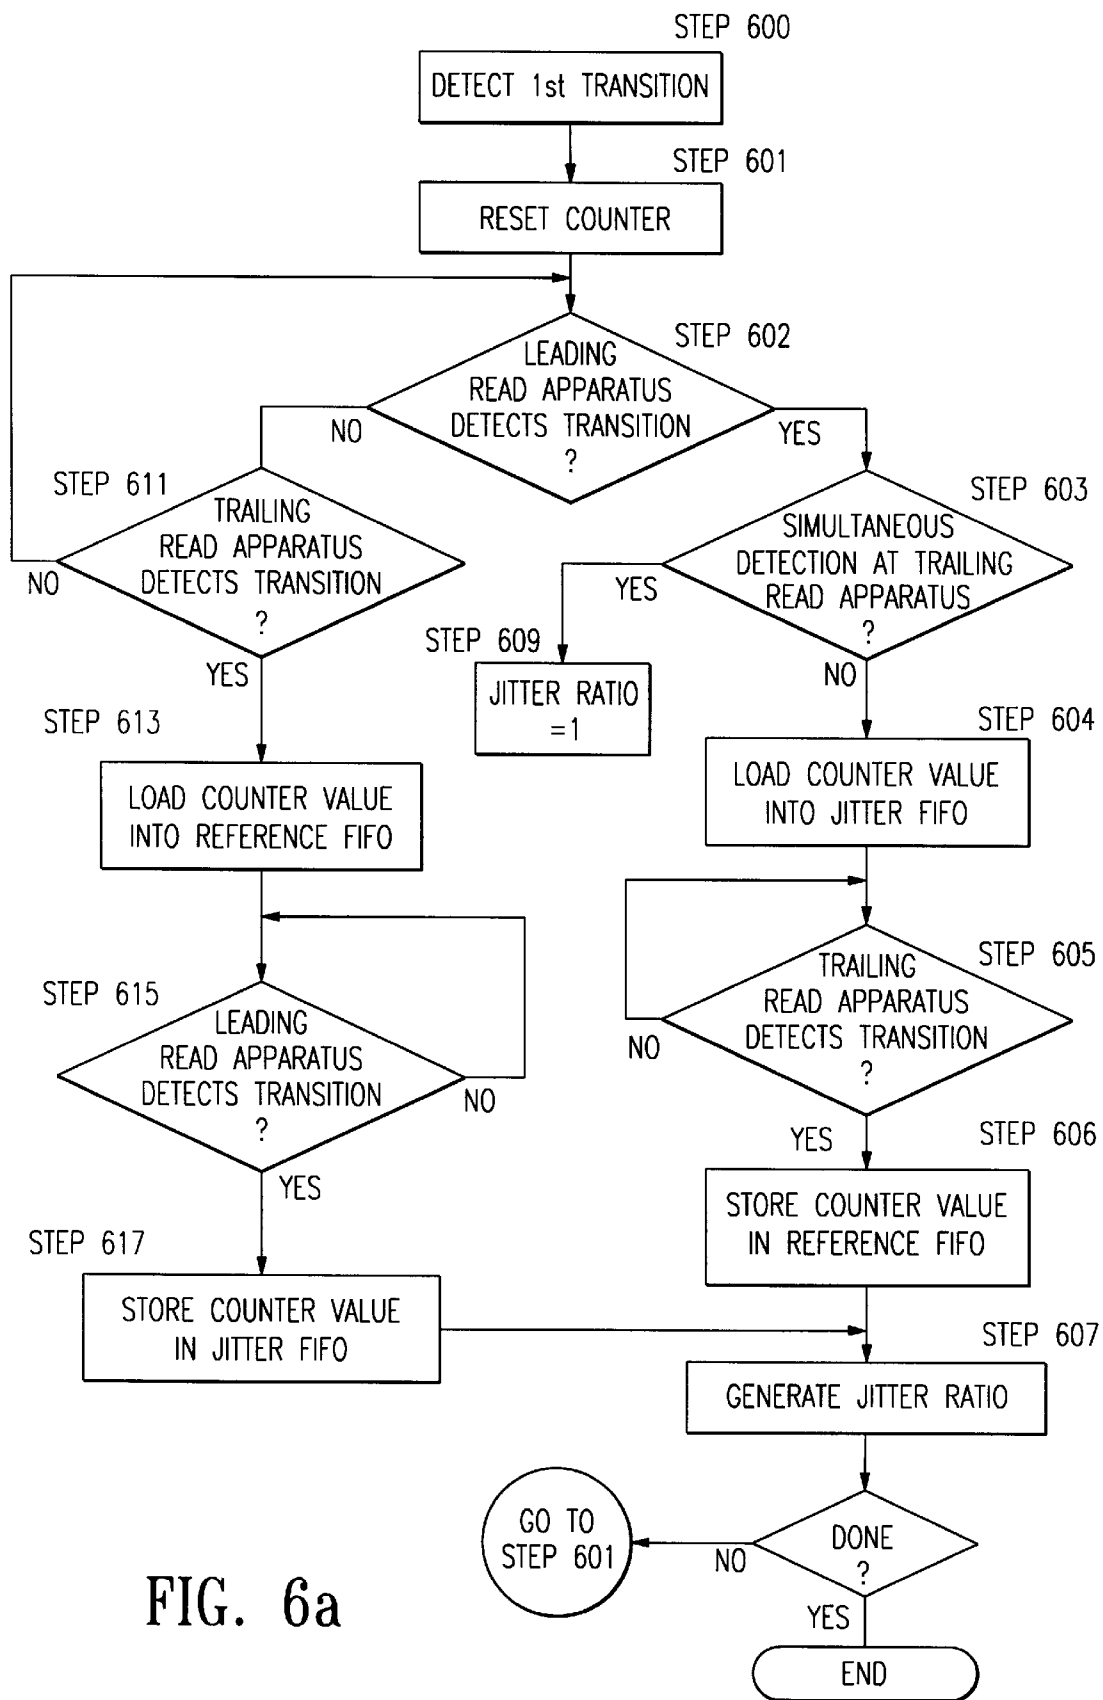 STEP 600
DETECT 1st TRANSITION
STEP 601
RESET COUNTER
STEP 602
LEADING
READ APPARATUS
DETECTS TRANSITION
?
NO
YES
STEP 611
TRAILING
READ APPARATUS
DETECTS TRANSITION
?
NO
YES
STEP 603
SIMULTANEOUS
DETECTION AT TRAILING
READ APPARATUS
?
YES
NO
STEP 609
JITTER RATIO
=1
STEP 613
LOAD COUNTER VALUE
INTO REFERENCE FIFO
STEP 604
LOAD COUNTER VALUE
INTO JITTER FIFO
STEP 615
LEADING
READ APPARATUS
DETECTS TRANSITION
?
NO
YES
STEP 605
TRAILING
READ APPARATUS
DETECTS TRANSITION
?
NO
YES
STEP 606
STORE COUNTER VALUE
IN REFERENCE FIFO
STEP 617
STORE COUNTER VALUE
IN JITTER FIFO
STEP 607
GENERATE JITTER RATIO
GO TO
STEP 601
NO
DONE
?
YES
END
FIG. 6a